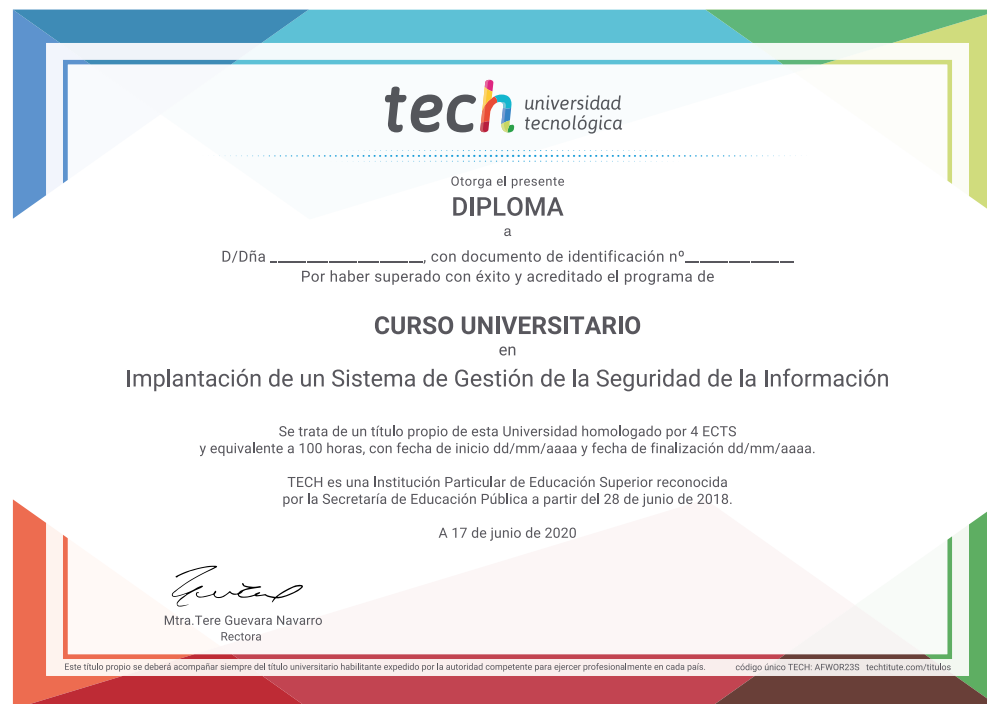 tech universidad
tecnológica
Otorga el presente
DIPLOMA
a
D/Dña ____________________, con documento de identificación nº______________
Por haber superado con éxito y acreditado el programa de
CURSO UNIVERSITARIO
en
Implantación de un Sistema de Gestión de la Seguridad de la Información
Se trata de un título propio de esta Universidad homologado por 4 ECTS
y equivalente a 100 horas, con fecha de inicio dd/mm/aaaa y fecha de finalización dd/mm/aaaa.
TECH es una Institución Particular de Educación Superior reconocida
por la Secretaría de Educación Pública a partir del 28 de junio de 2018.
A 17 de junio de 2020
Mtra.Tere Guevara Navarro
Rectora
Este título propio se deberá acompañar siempre del título universitario habilitante expedido por la autoridad competente para ejercer profesionalmente en cada país. código único TECH: AFWOR23S techtitute.com/titulos